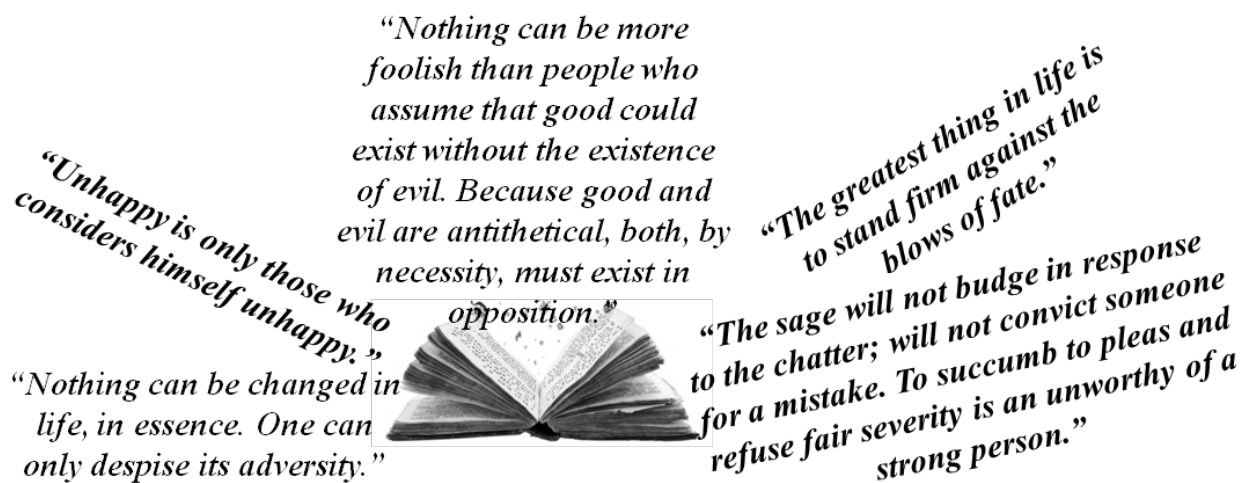 “Nothing can be more
foolish than people who
assume that good could
exist without the existence
of evil. Because good and
evil are antithetical, both, by
necessity, must exist in
opposition.”
“Unhappy is only those who
considers himself unhappy.”
“Nothing can be changed in
life, in essence. One can
only despise its adversity.”
“The greatest thing in life is
to stand firm against the
blows of fate.”
“The sage will not budge in response
to the chatter; will not convict someone
for a mistake. To succumb to pleas and
refuse fair severity is an unworthy of a
strong person.”